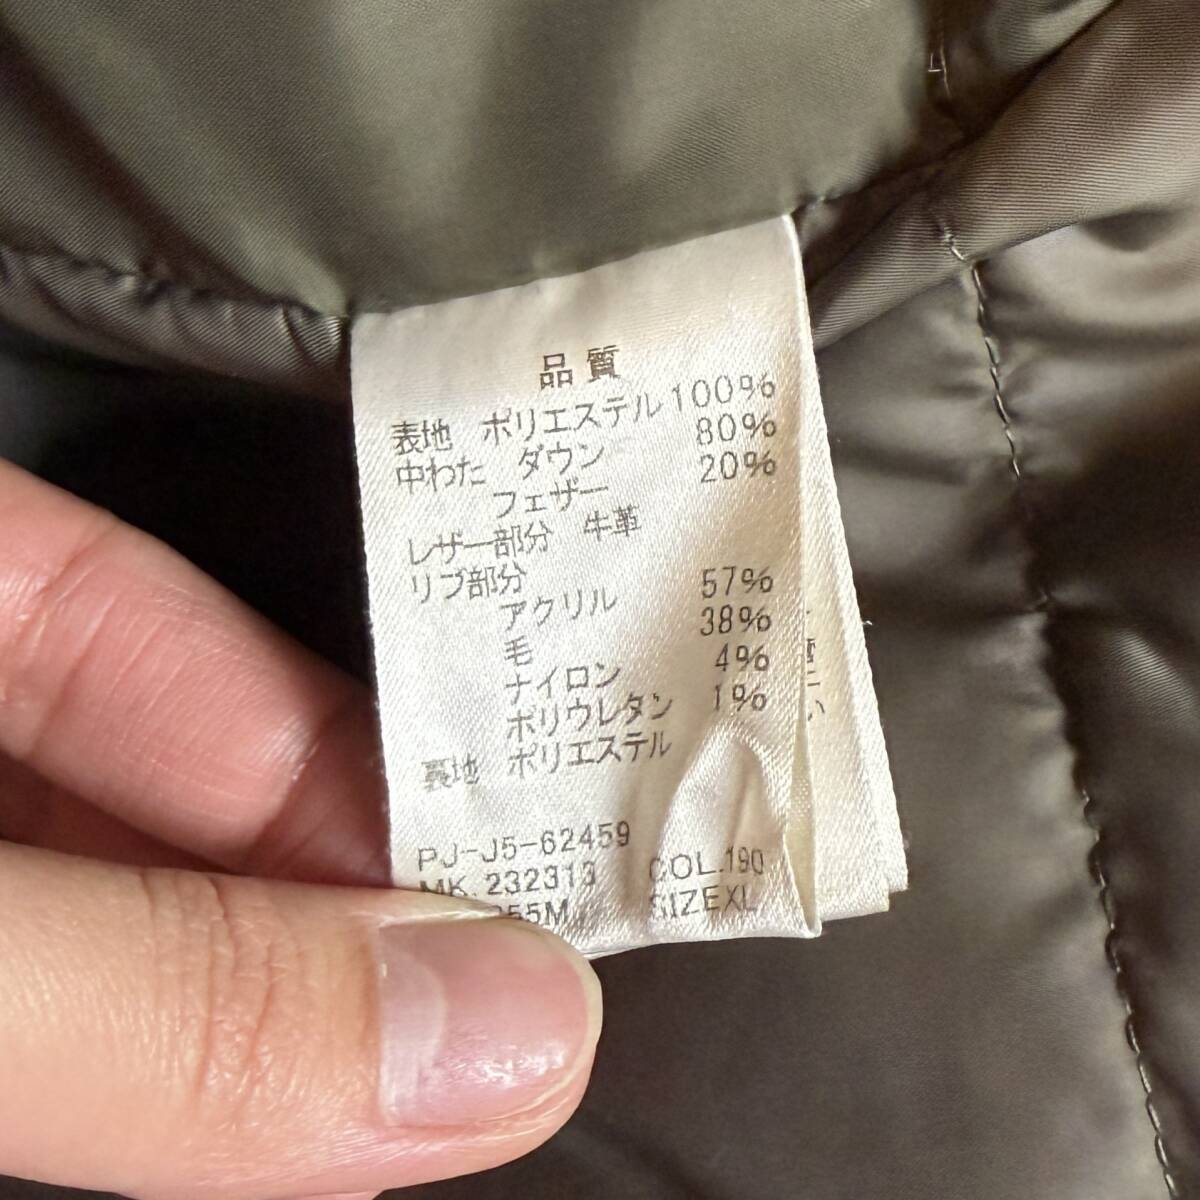 品質
表地 ポリエステル 100%
中わた ダウン 80%
フェザー 20%
レザー部分 牛革
リブ部分
アクリル 57%
毛 38%
ナイロン 4%
ポリウレタン 1%
裏地 ポリエステル
PJ-J5-62459
MK.232313 COL.190
55M SIZEXL